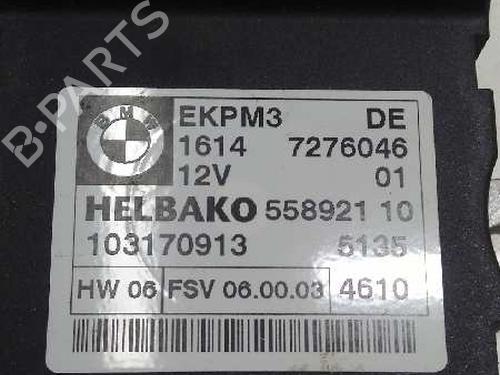 B-PARTS
BMW
EKPM3 DE
1614 7276046
12V 01
HELBAKO 558921 10
103170913 5135
HW 06 FSV 06.00.03 4610